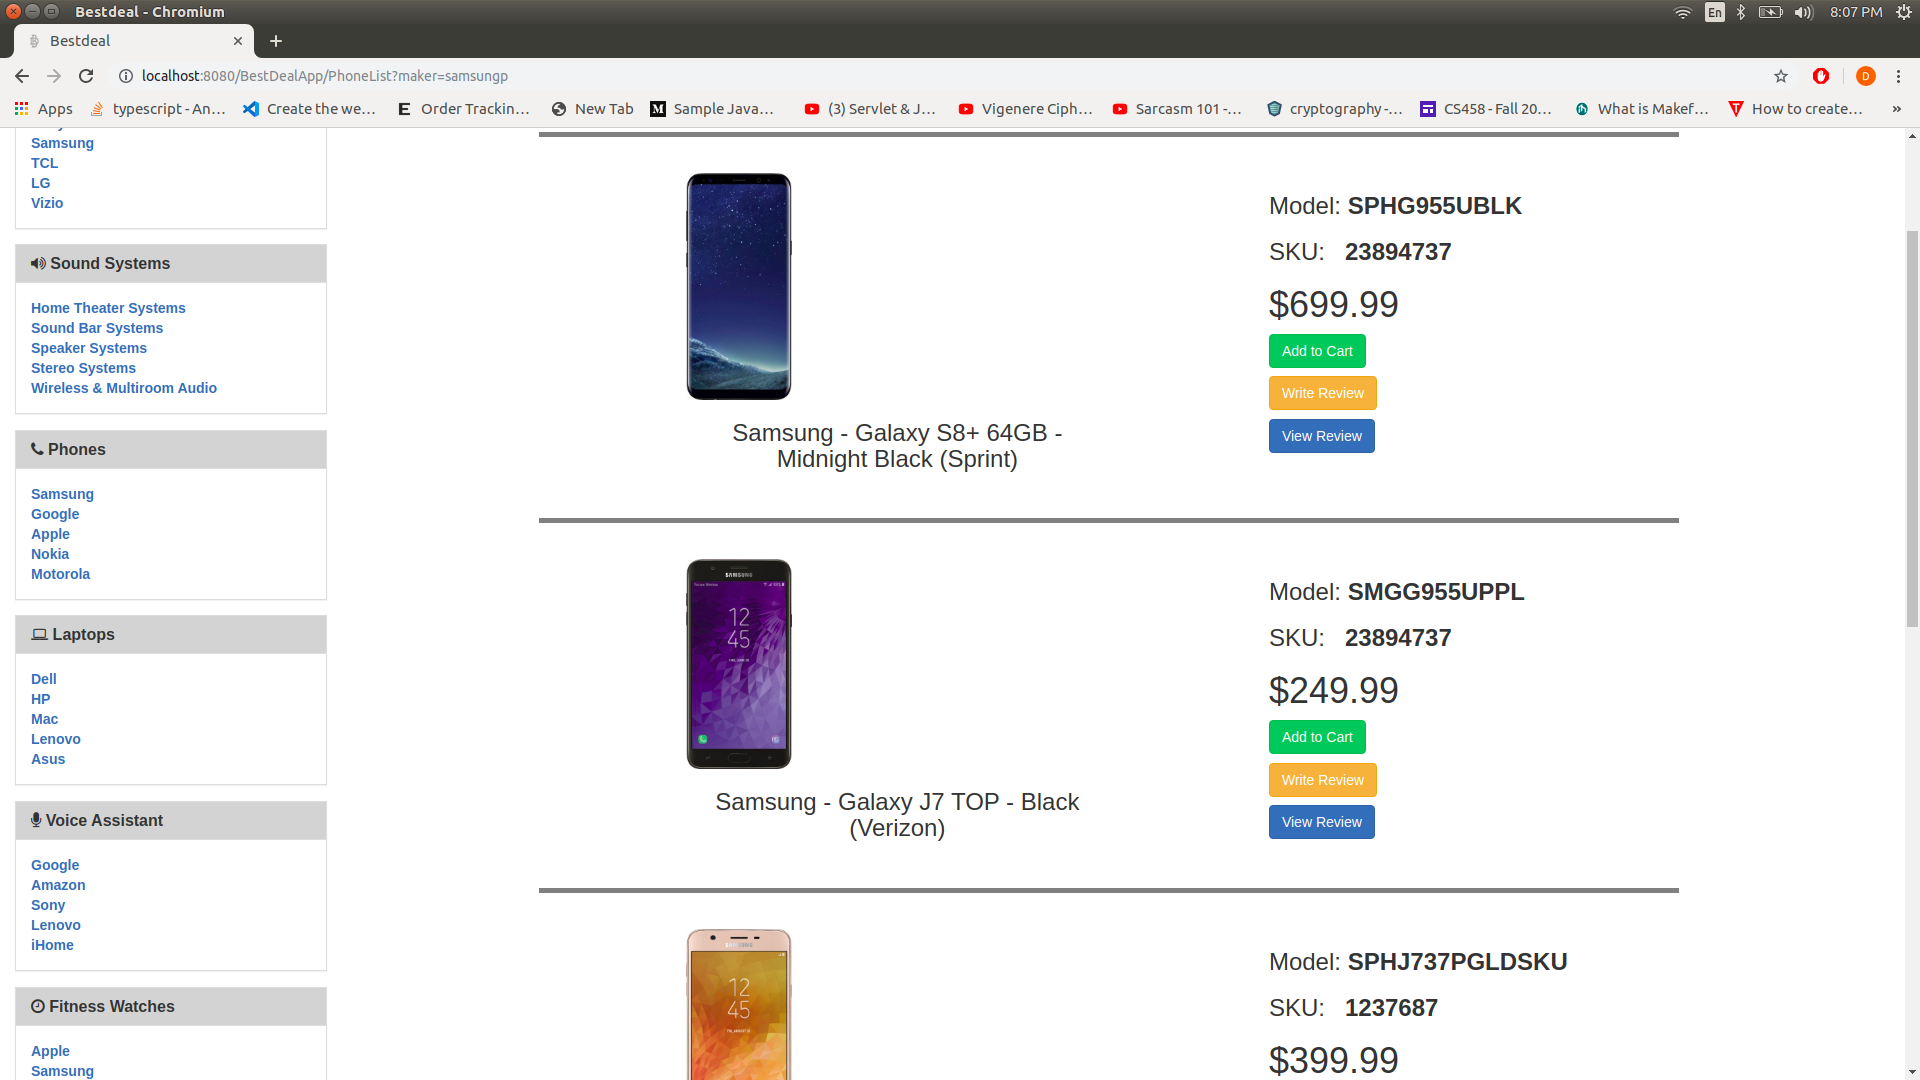 Bestdeal - Chromium
En
8:07 PM
Bestdeal
localhost:8080/BestDealApp/PhoneList?maker=samsungp
D
Apps
typescript - An...
Create the we...
Order Trackin...
New Tab
Sample Java...
(3) Servlet & J...
Vigenere Ciph...
Sarcasm 101 -...
cryptography -...
CS458 - Fall 20...
What is Makef...
How to create...
»
Samsung
TCL
LG
Vizio
Sound Systems
Home Theater Systems
Sound Bar Systems
Speaker Systems
Stereo Systems
Wireless & Multiroom Audio
Phones
Samsung
Google
Apple
Nokia
Motorola
Laptops
Dell
HP
Mac
Lenovo
Asus
Voice Assistant
Google
Amazon
Sony
Lenovo
iHome
Fitness Watches
Apple
Samsung
Samsung - Galaxy S8+ 64GB -
Midnight Black (Sprint)
Model: SPHG955UBLK
SKU: 23894737
$699.99
Add to Cart
Write Review
View Review
SAMSUNG
12
45
Samsung - Galaxy J7 TOP - Black
(Verizon)
Model: SMGG955UPPL
SKU: 23894737
$249.99
Add to Cart
Write Review
View Review
SAMSUNG
12
45
Model: SPHJ737PGLDSKU
SKU: 1237687
$399.99